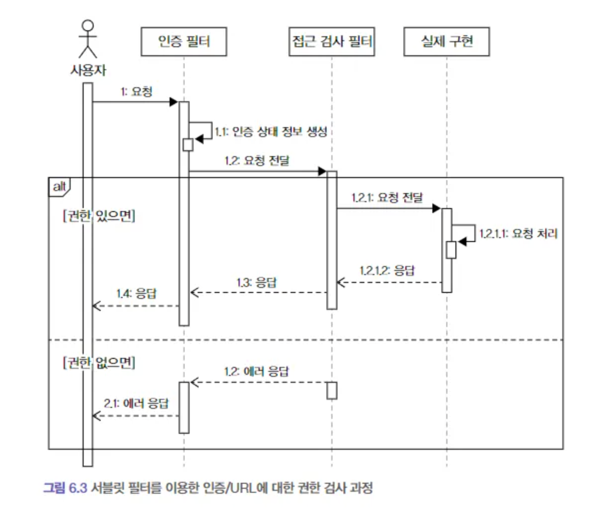 인증 필터
접근 검사 필터
실제 구현
사용자
1: 요청
1.1: 인증 상태 정보 생성
1.2: 요청 전달
alt
[권한 있으면]
1.2.1: 요청 전달
1.2.1.1: 요청 처리
1.2.1.2: 응답
1.3: 응답
1.4: 응답
[권한 없으면]
1.2: 에러 응답
2.1: 에러 응답
그림 6.3 서블릿 필터를 이용한 인증/URL에 대한 권한 검사 과정